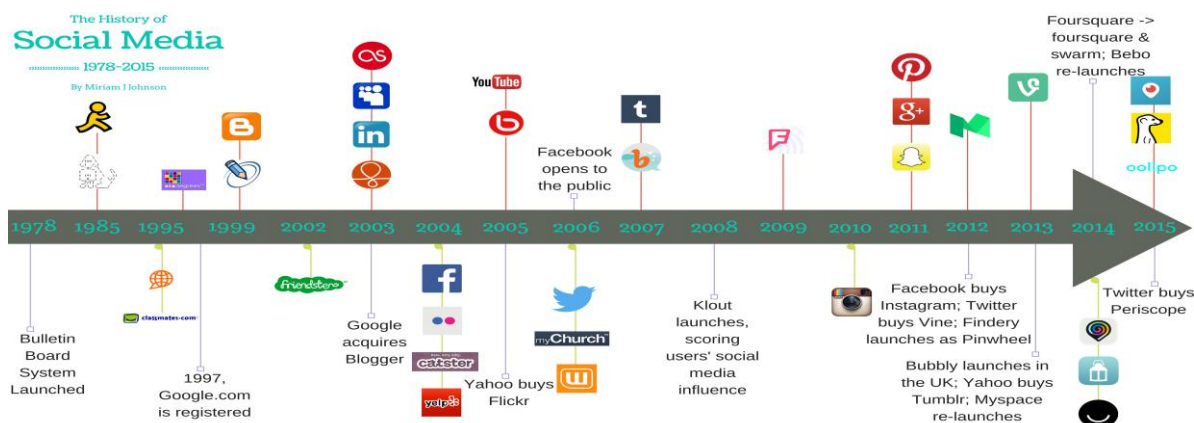 The History of
Social Media
1978-2015
By Miriam J Johnson
Foursquare ->
foursquare &
swarm; Bebo
re-launches
You Tube
in
t
g+
b
Facebook
opens to
the public
oolipo
1978
1985
1995
1999
2002
2003
2004
2005
2006
2007
2008
2009
2010
2011
2012
2013
2014
2015
Bulletin
Board
System
Launched
classmates.com
1997,
Google.com
is registered
friendster
Google
acquires
Blogger
f
catster
yelp
Yahoo buys
Flickr
myChurch
Klout
launches,
scoring
users' social
media
influence
Facebook buys
Instagram; Twitter
buys Vine; Findery
launches as Pinwheel
Bubbly launches in
the UK; Yahoo buys
Tumblr; Myspace
re-launches
Twitter buys
Periscope